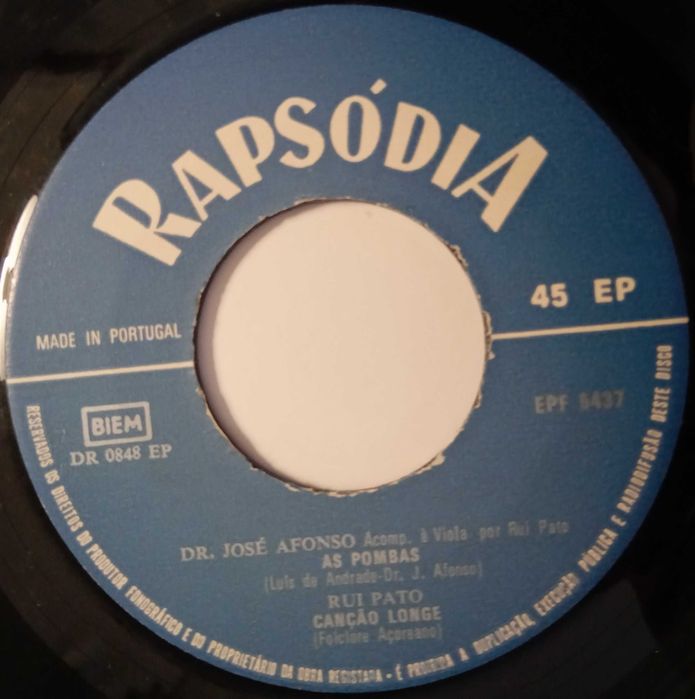 RAPSÓDIA
45 EP
MADE IN PORTUGAL
BIEM
DR 0848 EP
EPF 5437
DR. JOSÉ AFONSO Acomp. à Viola por Rui Pato
AS POMBAS
(Luis de Andrade-Dr. J. Afonso)
RUI PATO
CANÇÃO LONGE
(Folclore Açoreano)
RESERVADOS OS DIREITOS DO PRODUTOR FONOGRÁFICO E DO PROPRIETÁRIO DA OBRA REGISTADA - É PROIBIDA A DUPLICAÇÃO, EXECUÇÃO PÚBLICA E RADIODIFUSÃO DESTE DISCO